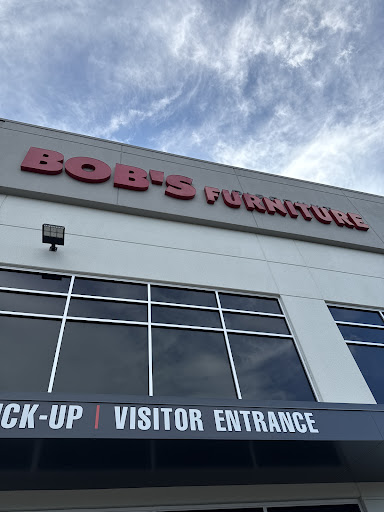 BOB'S FURNITURE
CK-UP | VISITOR ENTRANCE